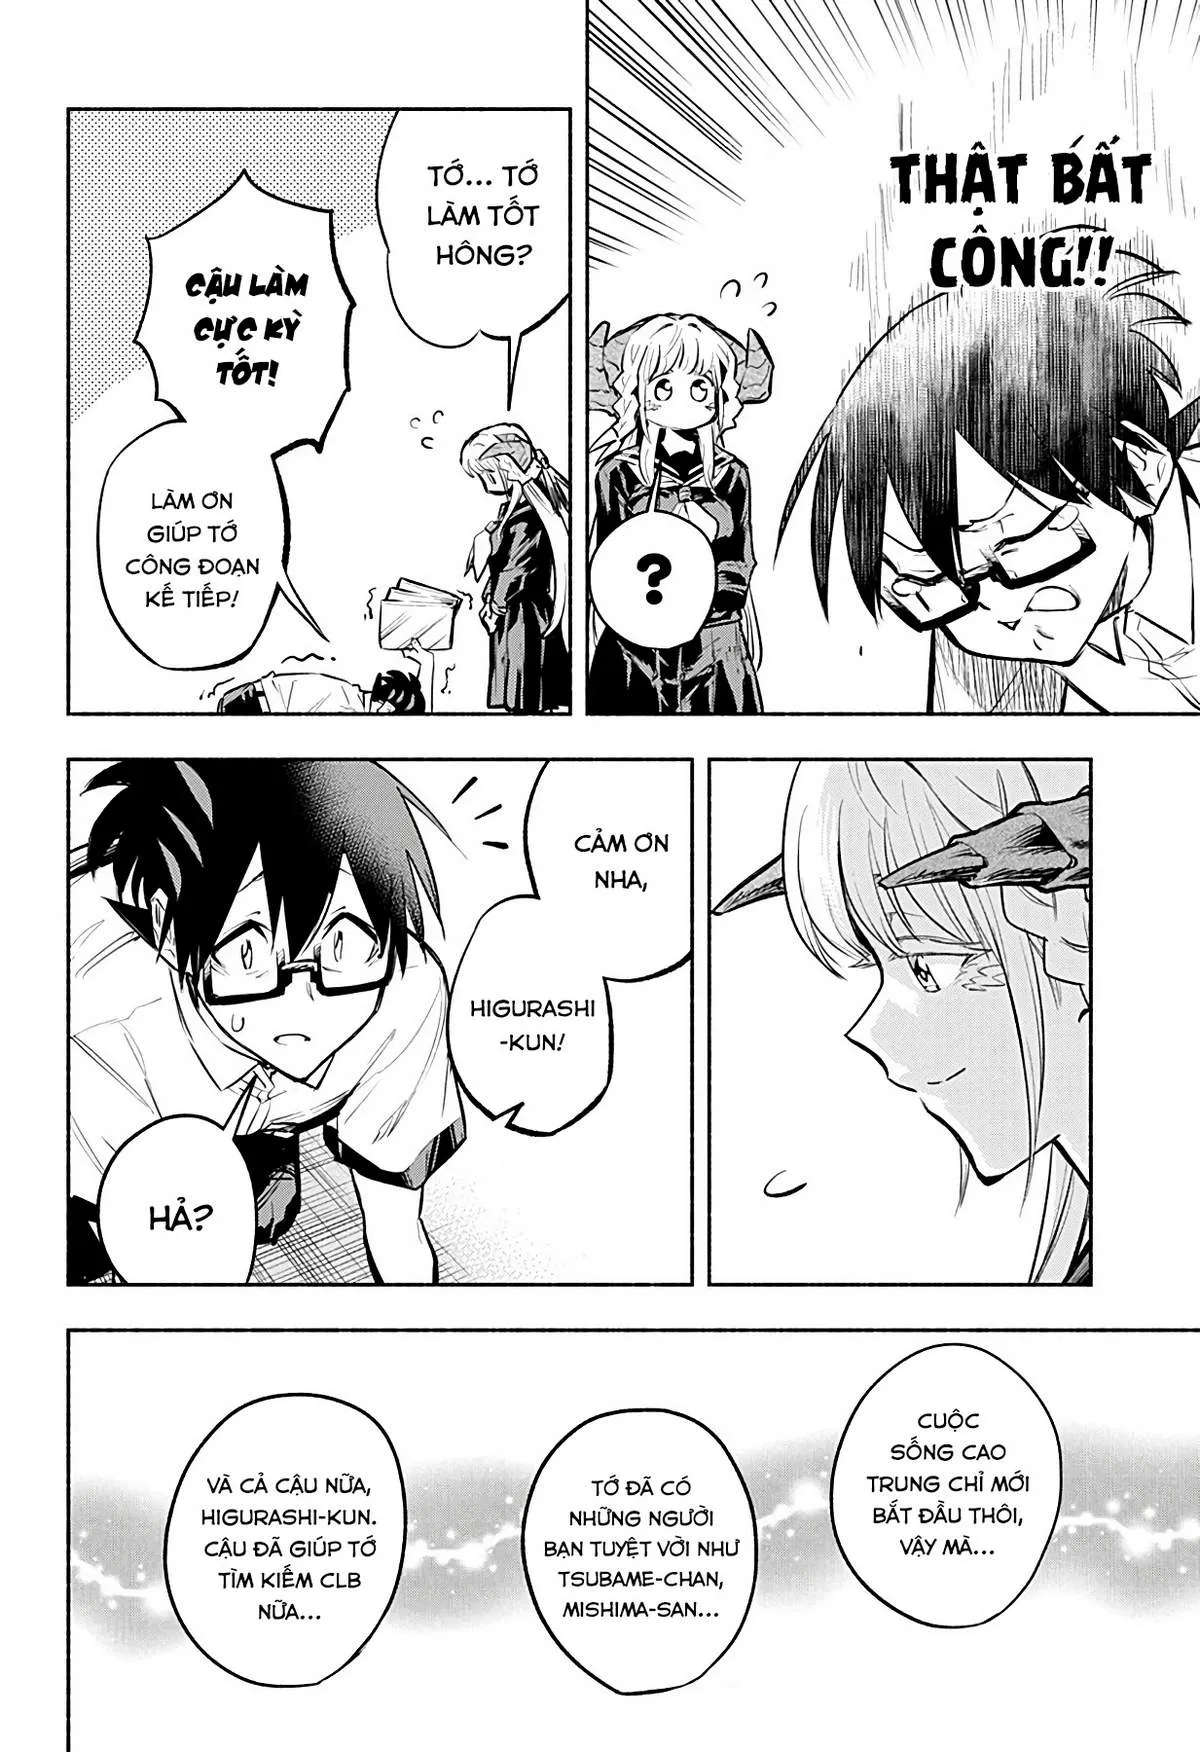 THẬT BẤT
CÔNG!!
?
TỚ... TỚ
LÀM TỐT
HÔNG?
CẬU LÀM
CỰC KỲ
TỐT!
LÀM ƠN
GIÚP TỚ
CÔNG ĐOẠN
KẾ TIẾP!
CẢM ƠN
NHA,
HIGURASHI
-KUN!
HẢ?
CUỘC
SỐNG CAO
TRUNG CHỈ MỚI
BẮT ĐẦU THÔI,
VẬY MÀ...
TỚ ĐÃ CÓ
NHỮNG NGƯỜI
BẠN TUYỆT VỜI NHƯ
TSUBAME-CHAN,
MISHIMA-SAN...
VÀ CẢ CẬU NỮA,
HIGURASHI-KUN.
CẬU ĐÃ GIÚP TỚ
TÌM KIẾM CLB
NỮA...